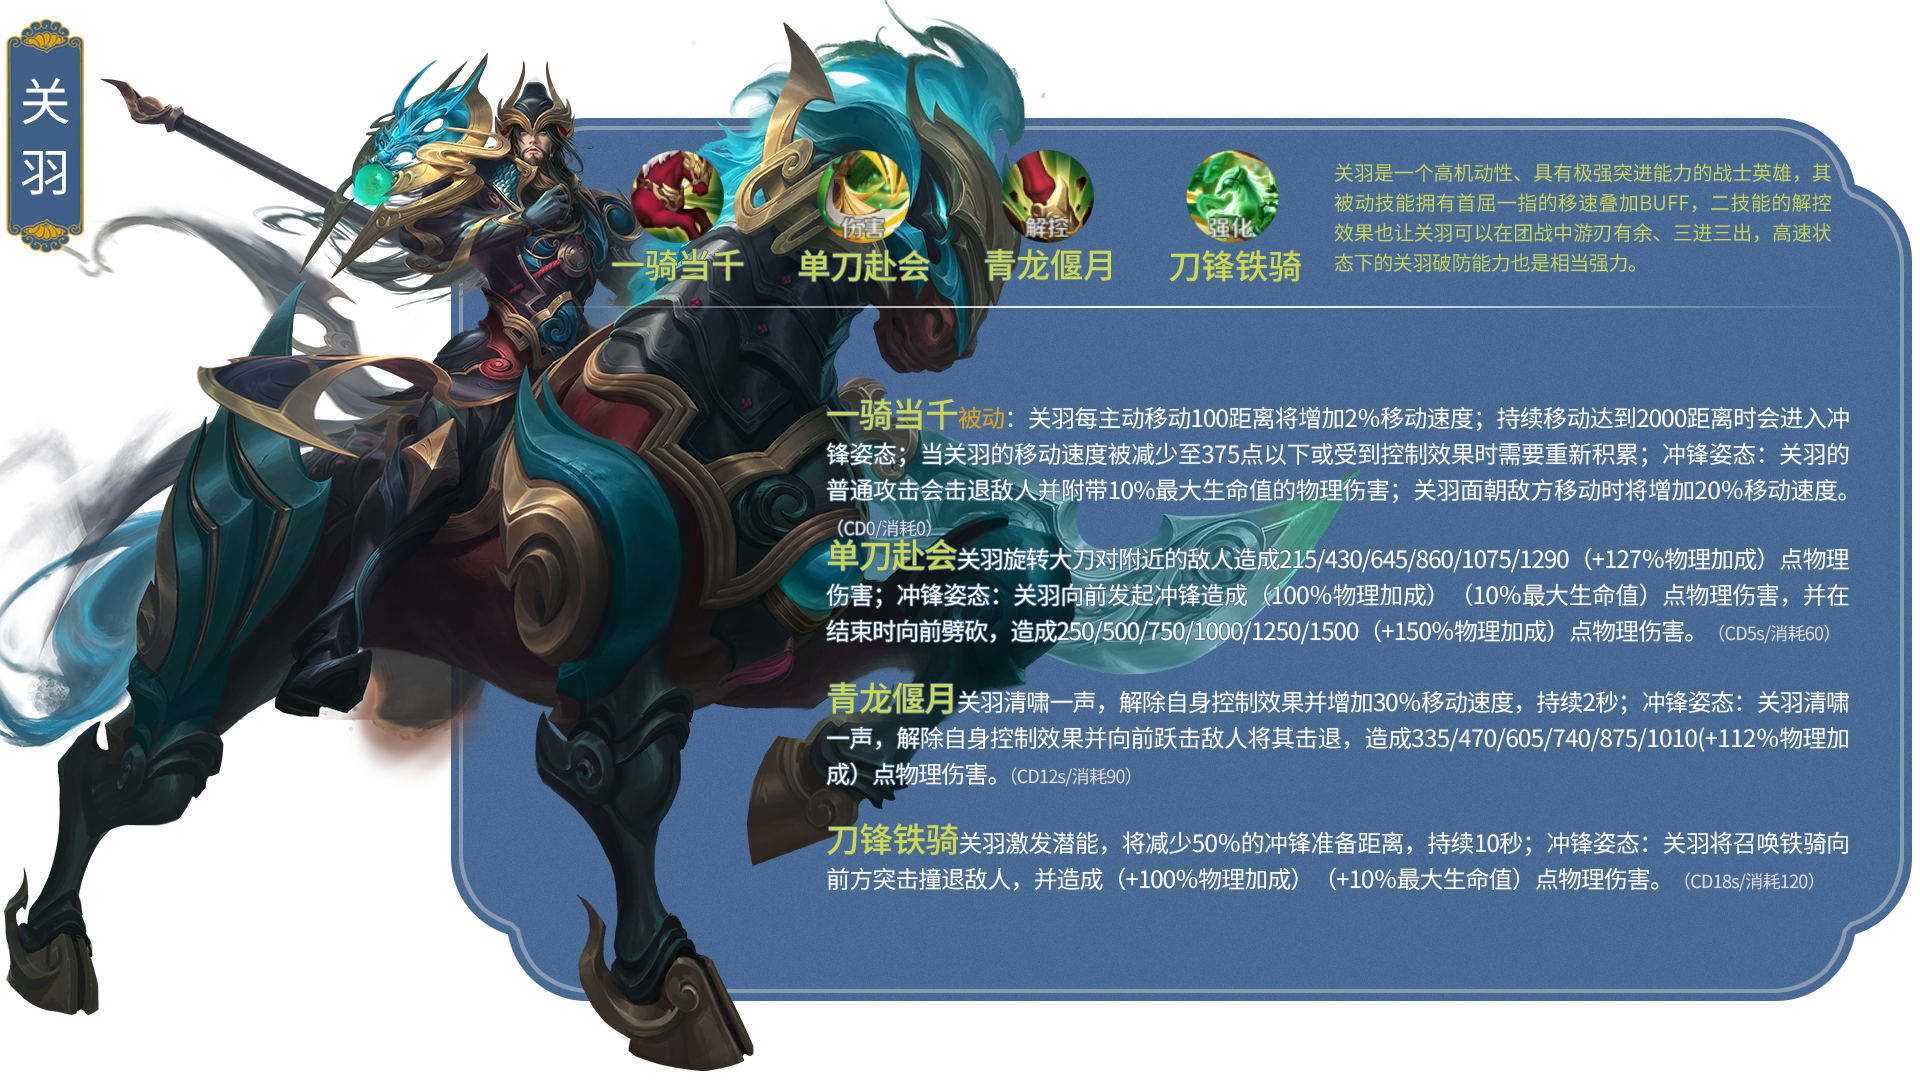 关羽
伤害
解控
强化
一骑当千
单刀赴会
青龙偃月
刀锋铁骑
关羽是一个高机动性、具有极强突进能力的战士英雄，其
被动技能拥有首屈一指的移速叠加BUFF，二技能的解控
效果也让关羽可以在团战中游刃有余、三进三出，高速状
态下的关羽破防能力也是相当强力。
一骑当千被动：关羽每主动移动100距离将增加2%移动速度；持续移动达到2000距离时会进入冲
锋姿态；当关羽的移动速度被减少至375点以下或受到控制效果时需要重新积累；冲锋姿态：关羽的
普通攻击会击退敌人并附带10%最大生命值的物理伤害；关羽面朝敌方移动时将增加20%移动速度。
（CD0/消耗0）
单刀赴会关羽旋转大刀对附近的敌人造成215/430/645/860/1075/1290（+127%物理加成）点物理
伤害；冲锋姿态：关羽向前发起冲锋造成（100%物理加成）（10%最大生命值）点物理伤害，并在
结束时向前劈砍，造成250/500/750/1000/1250/1500（+150%物理加成）点物理伤害。（CD5s/消耗60）
青龙偃月关羽清啸一声，解除自身控制效果并增加30%移动速度，持续2秒；冲锋姿态：关羽清啸
一声，解除自身控制效果并向前跃击敌人将其击退，造成335/470/605/740/875/1010(+112%物理加
成）点物理伤害。（CD12s/消耗90）
刀锋铁骑关羽激发潜能，将减少50%的冲锋准备距离，持续10秒；冲锋姿态：关羽将召唤铁骑向
前方突击撞退敌人，并造成（+100%物理加成）（+10%最大生命值）点物理伤害。（CD18s/消耗120）